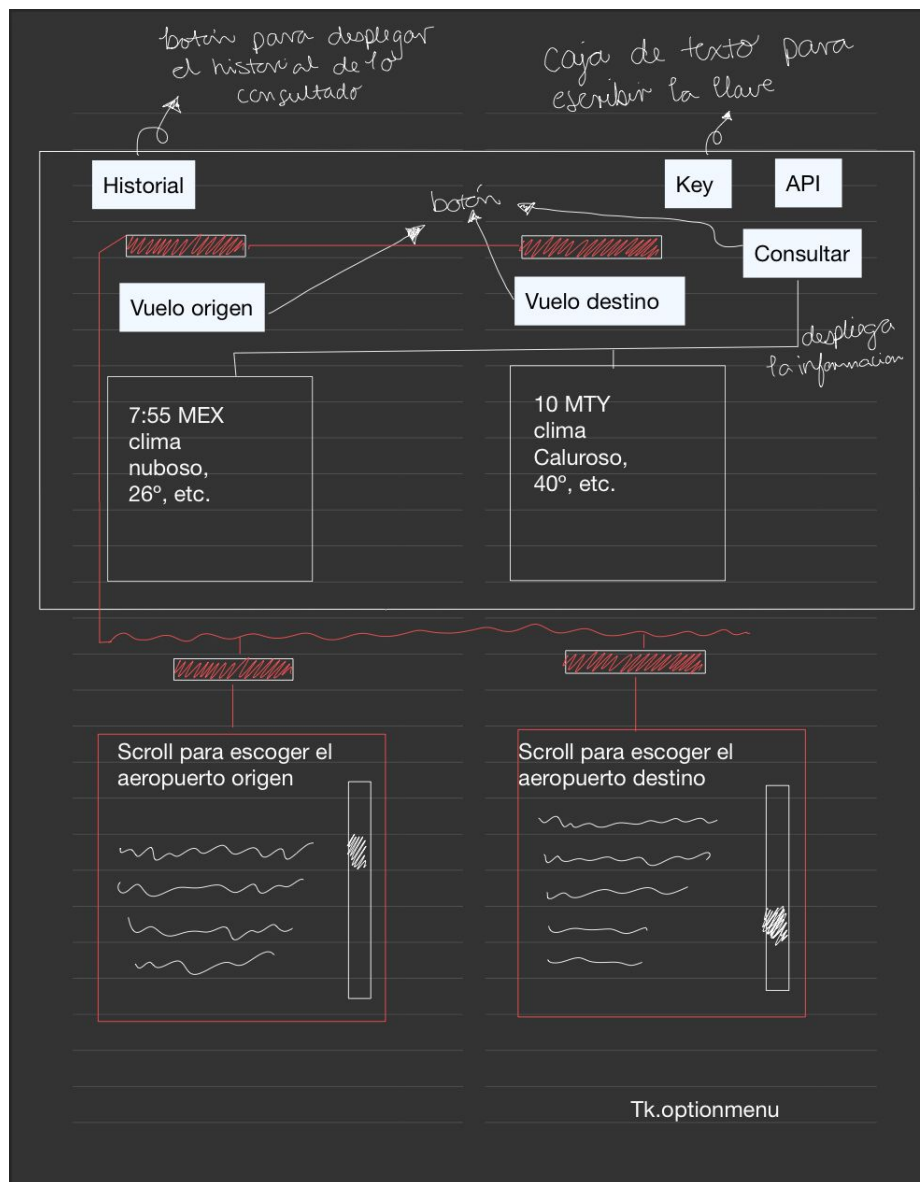 botón para desplegar
el historial de lo
consultado
caja de texto para
escribir la llave
Historial
Key
API
botón
Consultar
Vuelo origen
Vuelo destino
despliega
la informacion
7:55 MEX
clima
nuboso,
26º, etc.
10 MTY
clima
Caluroso,
40º, etc.
Scroll para escoger el
aeropuerto origen
Scroll para escoger el
aeropuerto destino
Tk.optionmenu